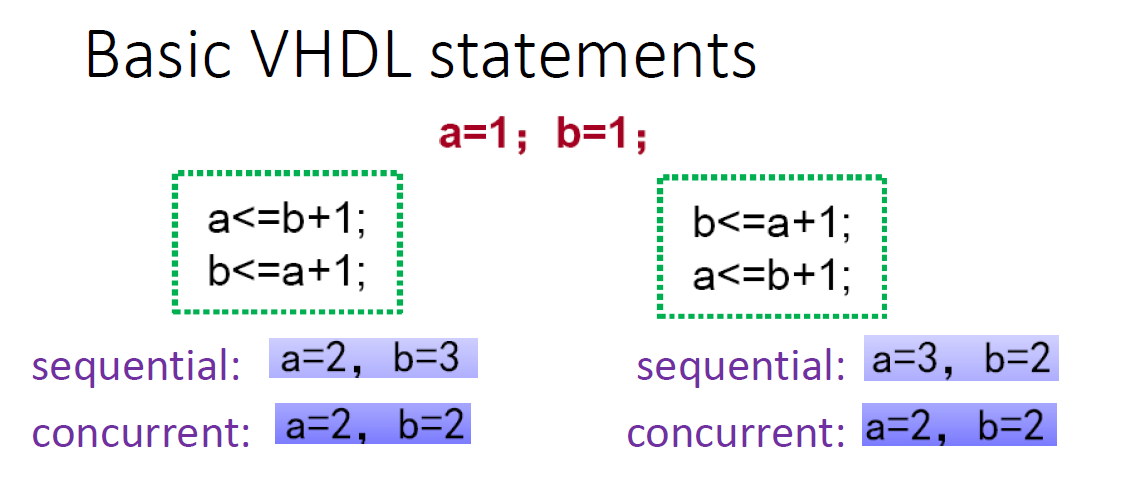 Basic VHDL statements
a=1；b=1；
a<=b+1;
b<=a+1;
sequential: a=2, b=3
concurrent: a=2, b=2
b<=a+1;
a<=b+1;
sequential: a=3, b=2
concurrent: a=2, b=2